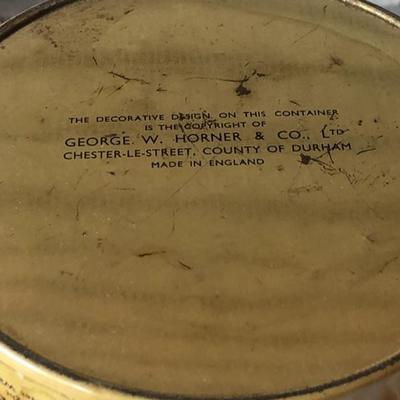 THE DECORATIVE DESIGN ON THIS CONTAINER
IS THE COPYRIGHT OF
GEORGE. W. HORNER & CO., LTD
CHESTER-LE-STREET, COUNTY OF DURHAM
MADE IN ENGLAND